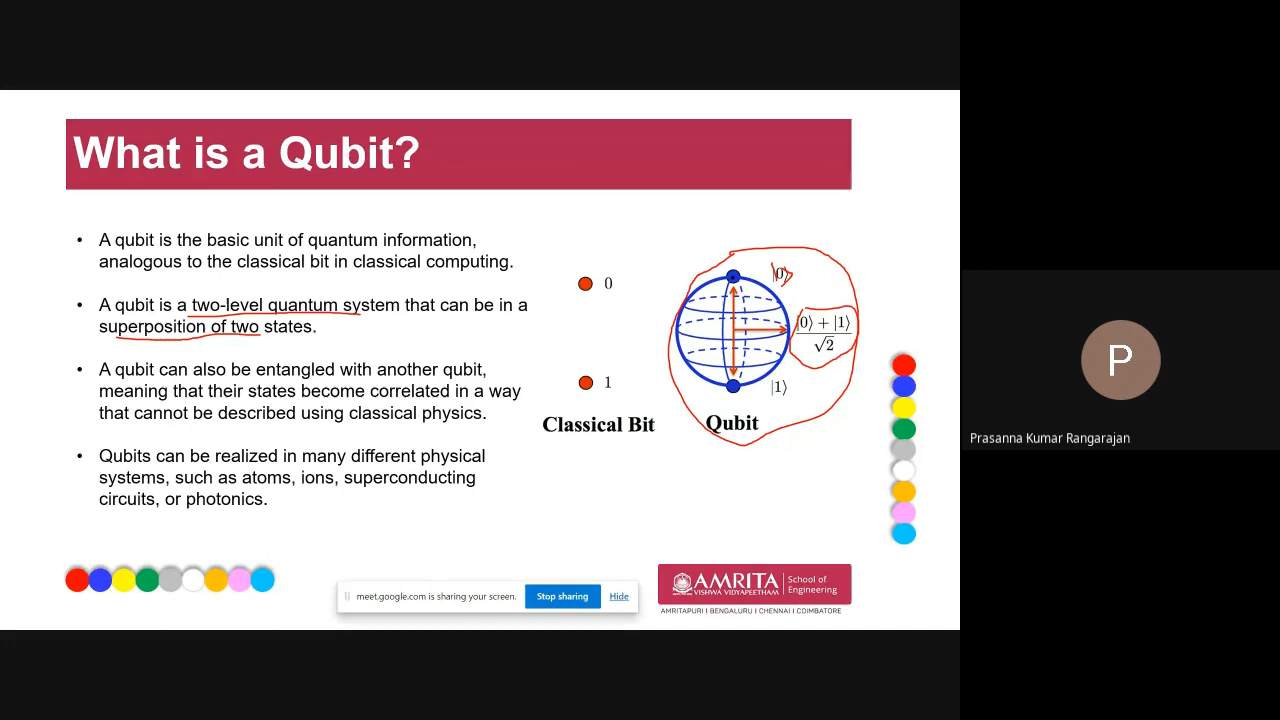 What is a Qubit?
• A qubit is the basic unit of quantum information,
analogous to the classical bit in classical computing.
• A qubit is a two-level quantum system that can be in a
superposition of two states.
• A qubit can also be entangled with another qubit,
meaning that their states become correlated in a way
that cannot be described using classical physics.
• Qubits can be realized in many different physical
systems, such as atoms, ions, superconducting
circuits, or photonics.
0
1
Classical Bit
|0⟩
|0⟩ + |1⟩
√2
|1⟩
Qubit
meet.google.com is sharing your screen.
Stop sharing
Hide
AMRITA
VISHWA VIDYAPEETHAM
School of
Engineering
AMRITAPURI I BENGALURU I CHENNAI I COIMBATORE
P
Prasanna Kumar Rangarajan